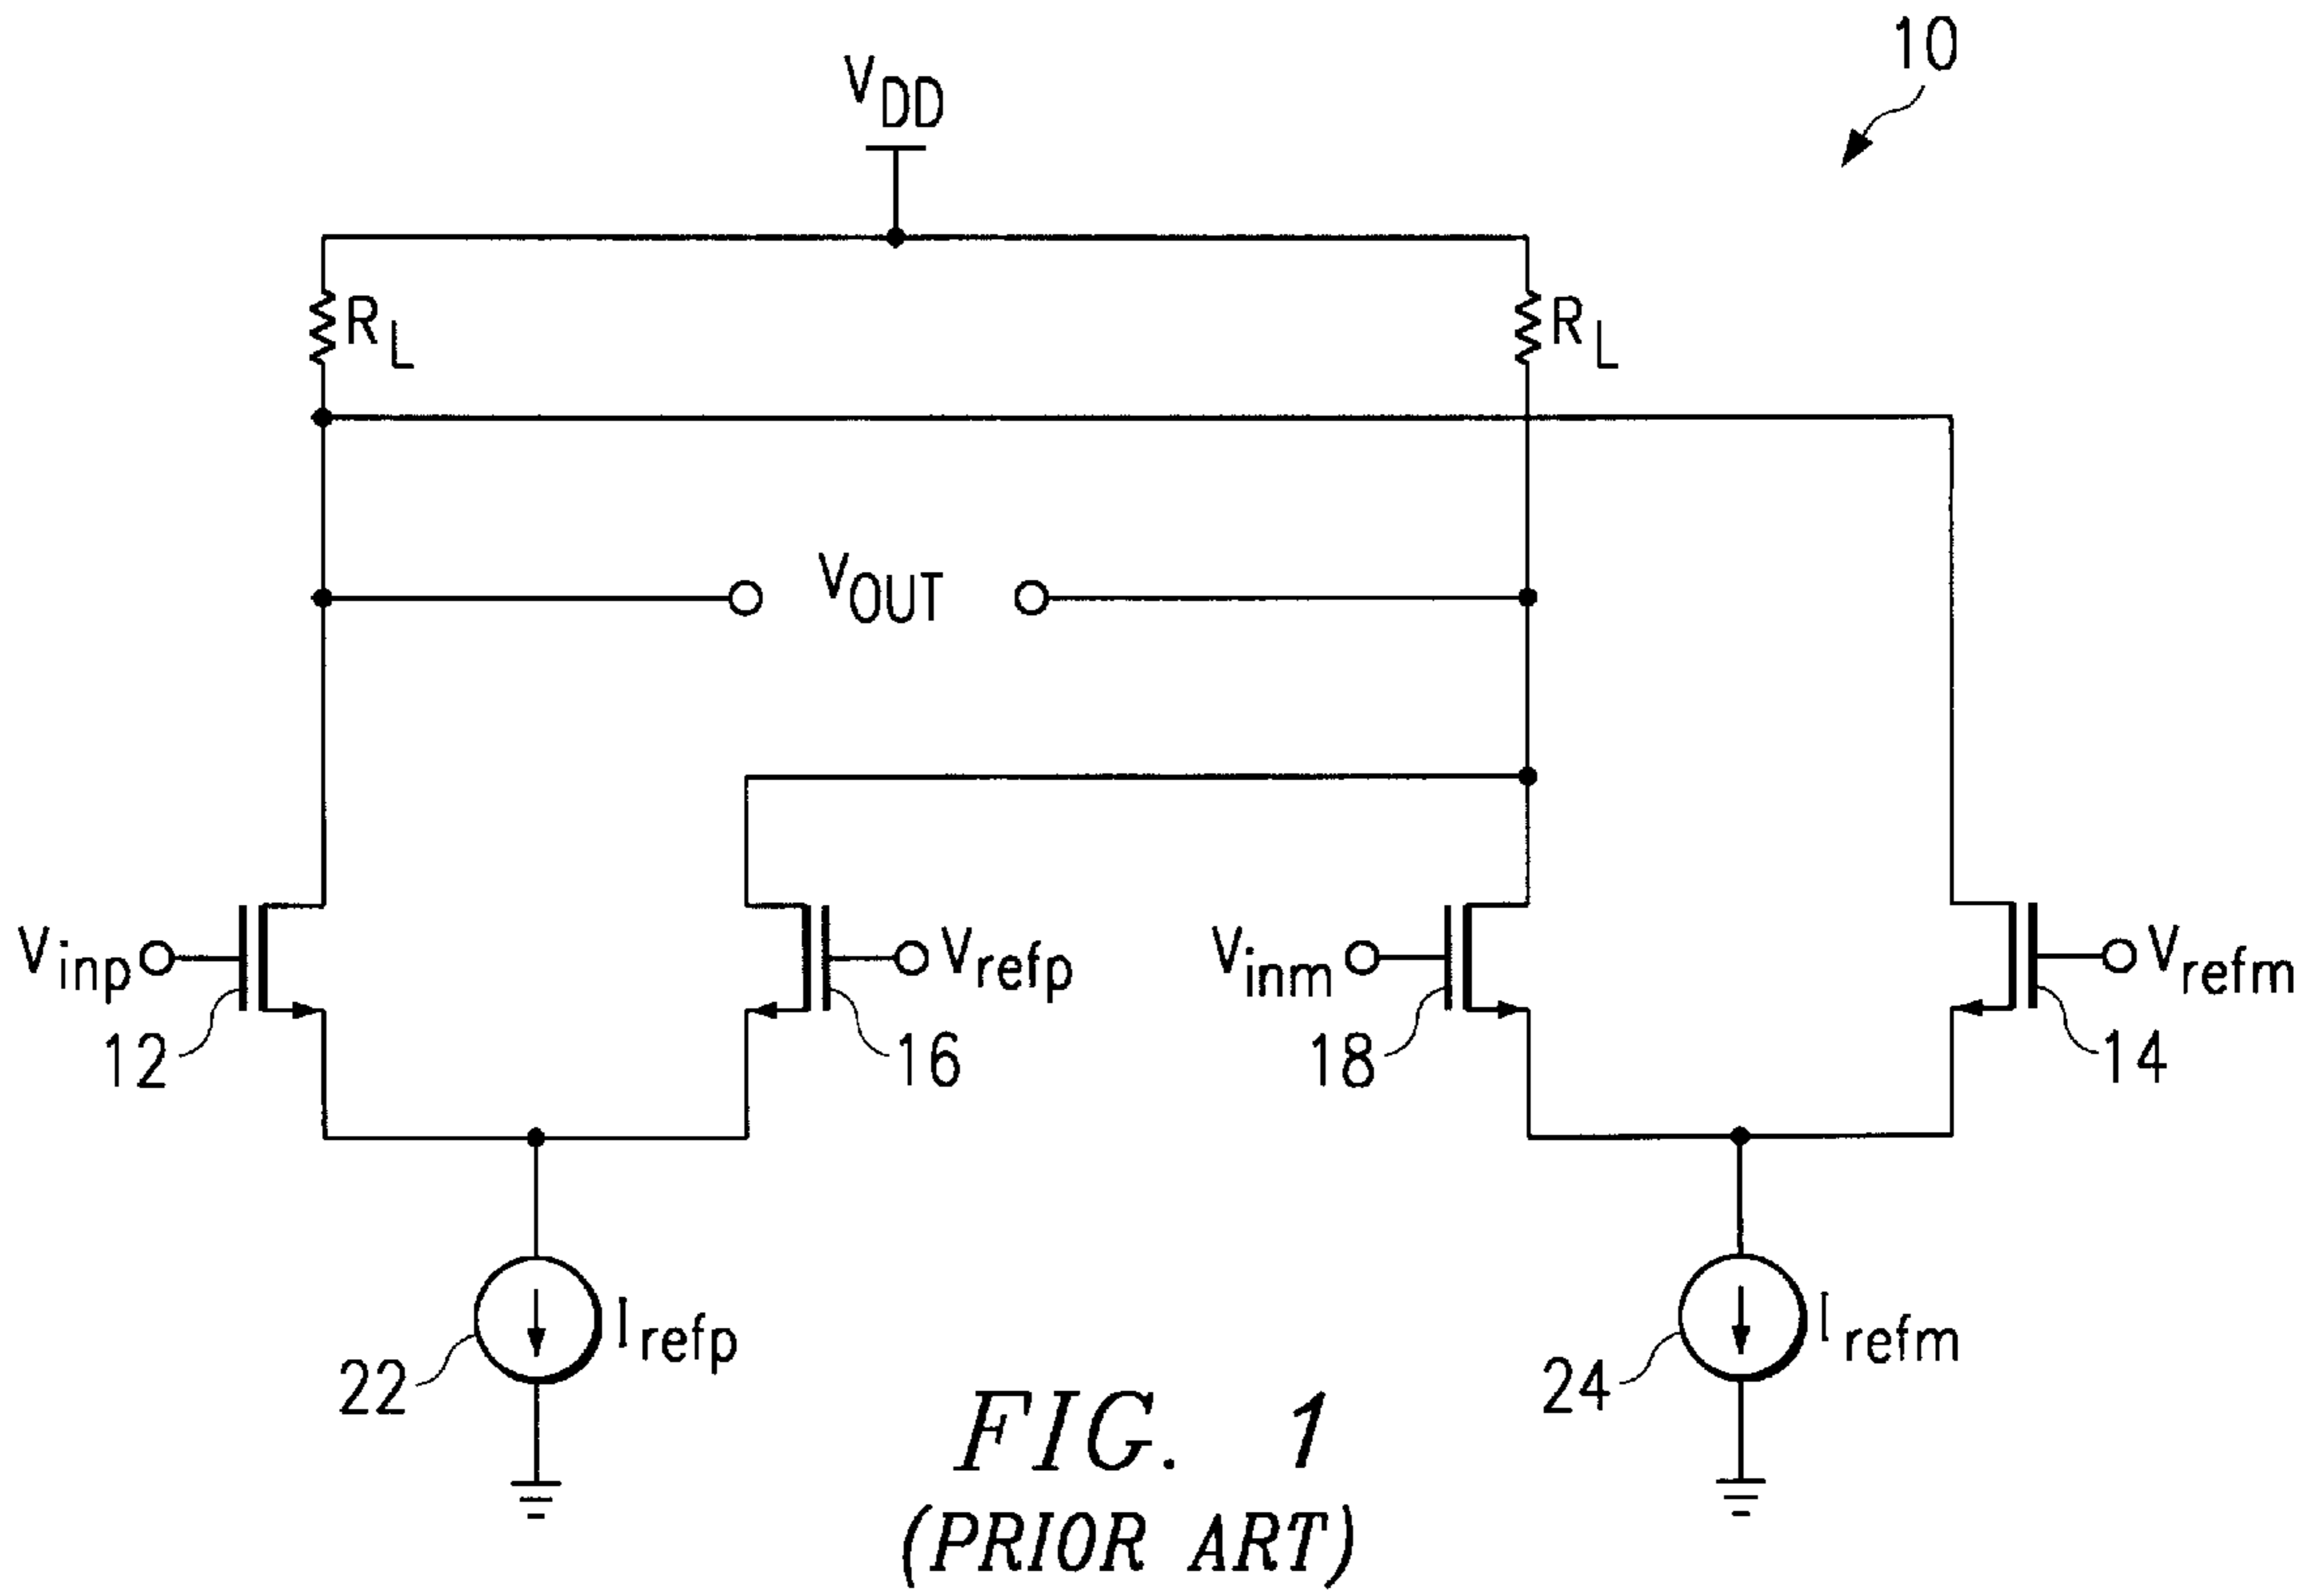 10
VDD
RL
RL
VOUT
Vinp
Vrefp
Vinm
Vrefm
12
16
18
14
Irefp
Irefm
22
24
FIG. 1
(PRIOR ART)